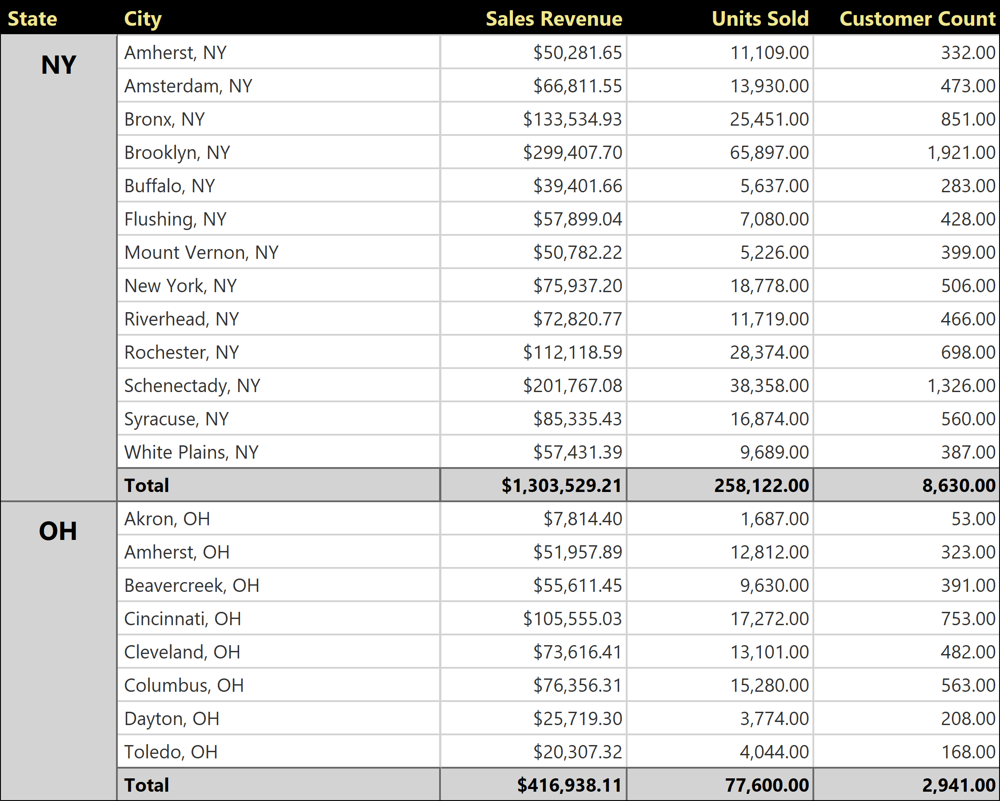 State City Sales Revenue Units Sold Customer Count
NY Amherst, NY $50,281.65 11,109.00 332.00
Amsterdam, NY $66,811.55 13,930.00 473.00
Bronx, NY $133,534.93 25,451.00 851.00
Brooklyn, NY $299,407.70 65,897.00 1,921.00
Buffalo, NY $39,401.66 5,637.00 283.00
Flushing, NY $57,899.04 7,080.00 428.00
Mount Vernon, NY $50,782.22 5,226.00 399.00
New York, NY $75,937.20 18,778.00 506.00
Riverhead, NY $72,820.77 11,719.00 466.00
Rochester, NY $112,118.59 28,374.00 698.00
Schenectady, NY $201,767.08 38,358.00 1,326.00
Syracuse, NY $85,335.43 16,874.00 560.00
White Plains, NY $57,431.39 9,689.00 387.00
Total $1,303,529.21 258,122.00 8,630.00
OH Akron, OH $7,814.40 1,687.00 53.00
Amherst, OH $51,957.89 12,812.00 323.00
Beavercreek, OH $55,611.45 9,630.00 391.00
Cincinnati, OH $105,555.03 17,272.00 753.00
Cleveland, OH $73,616.41 13,101.00 482.00
Columbus, OH $76,356.31 15,280.00 563.00
Dayton, OH $25,719.30 3,774.00 208.00
Toledo, OH $20,307.32 4,044.00 168.00
Total $416,938.11 77,600.00 2,941.00